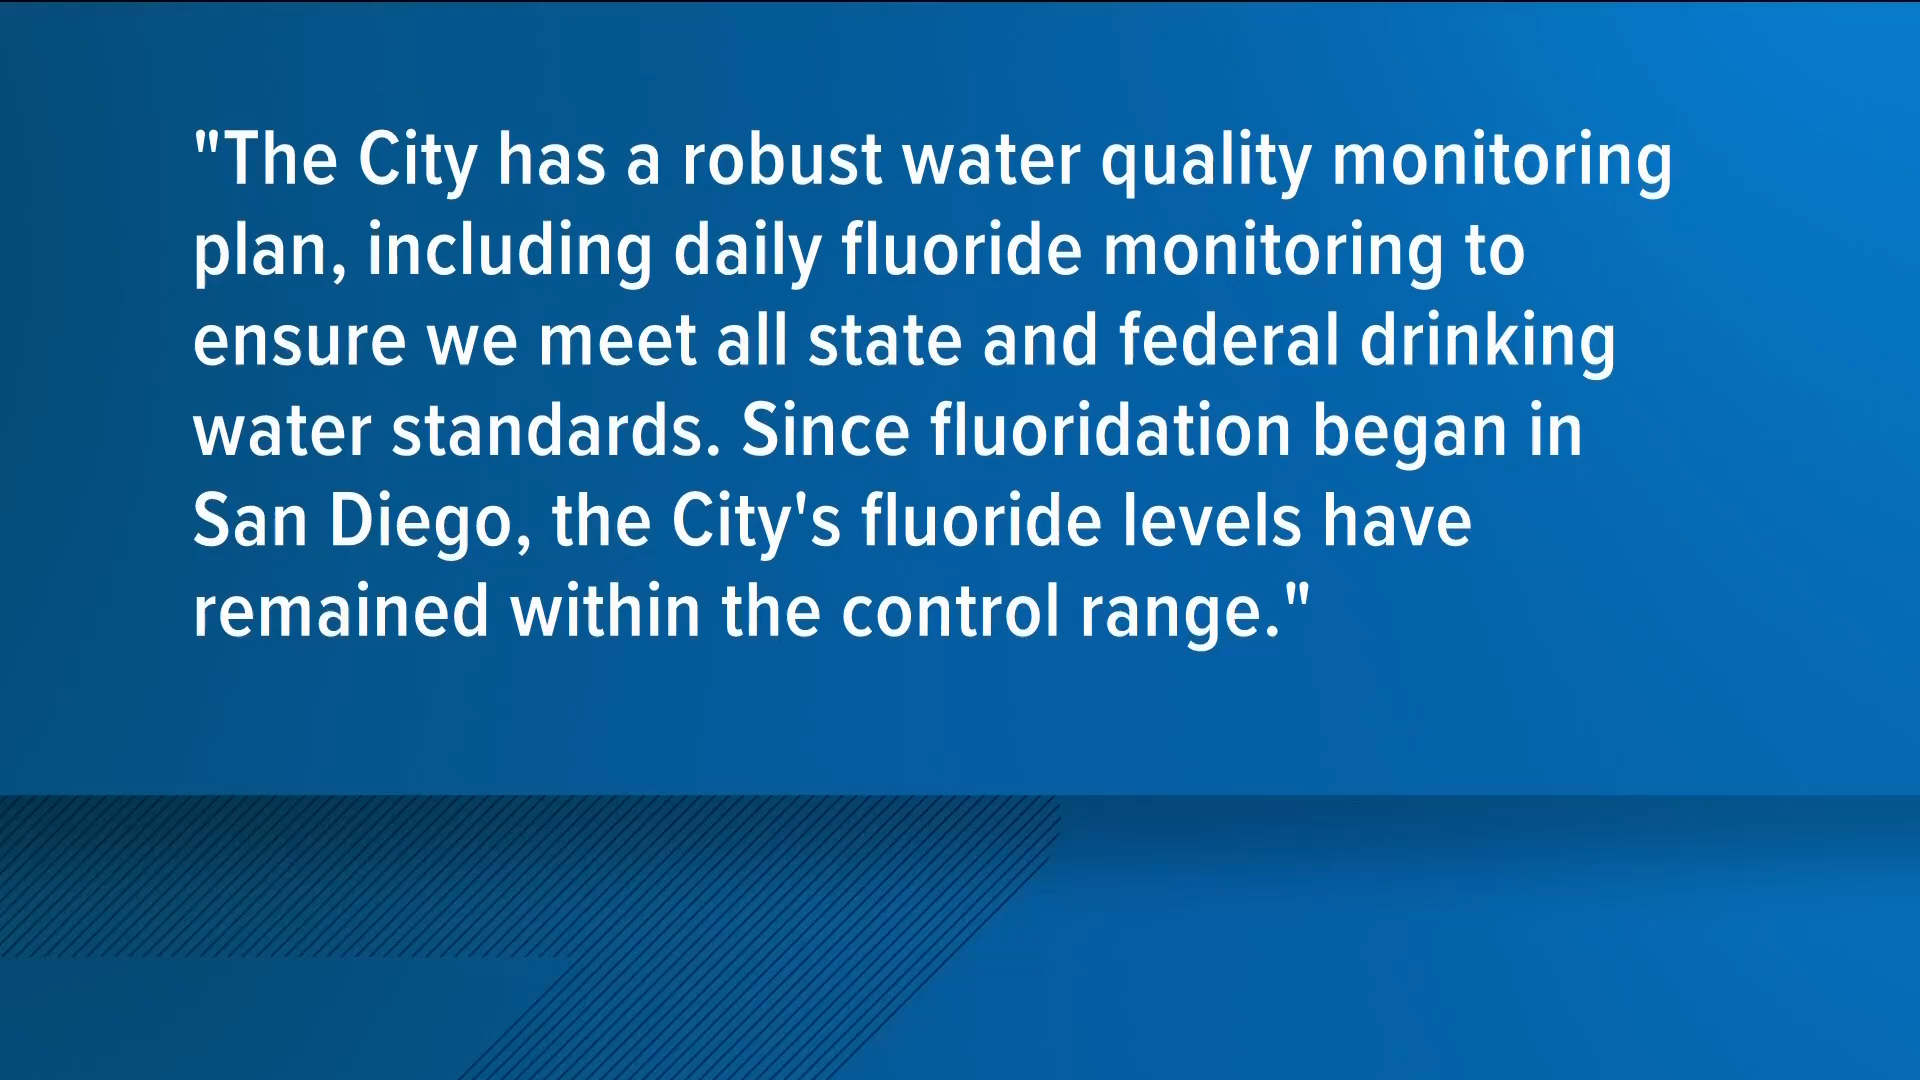 "The City has a robust water quality monitoring
plan, including daily fluoride monitoring to
ensure we meet all state and federal drinking
water standards. Since fluoridation began in
San Diego, the City's fluoride levels have
remained within the control range."